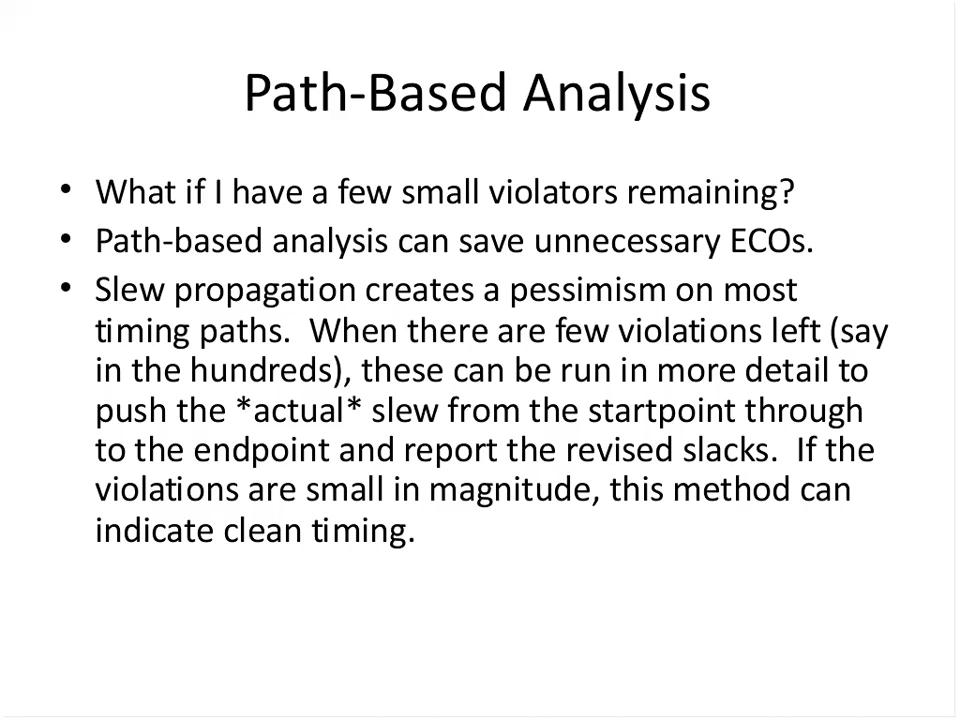 Path-Based Analysis
• What if I have a few small violators remaining?
• Path-based analysis can save unnecessary ECOs.
• Slew propagation creates a pessimism on most
timing paths.  When there are few violations left (say
in the hundreds), these can be run in more detail to
push the *actual* slew from the startpoint through
to the endpoint and report the revised slacks.  If the
violations are small in magnitude, this method can
indicate clean timing.